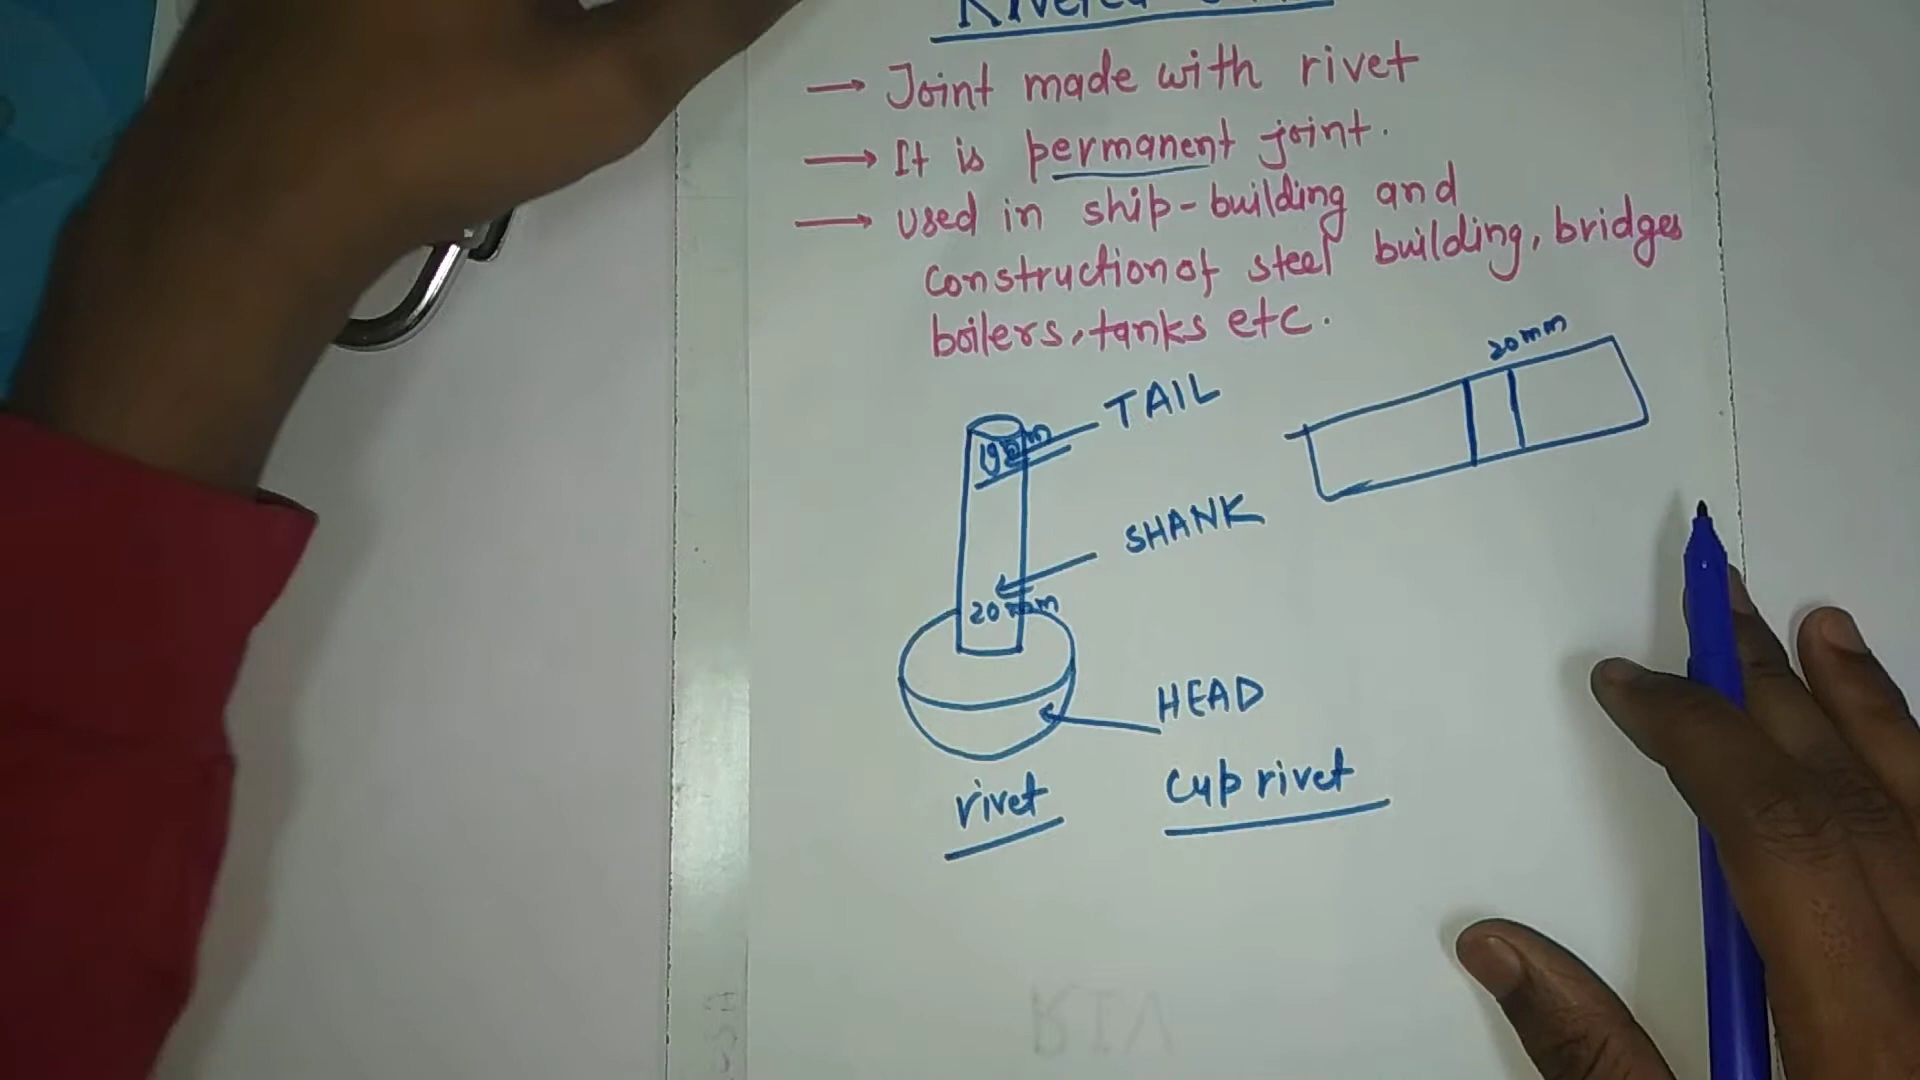 → Joint made with rivet
→ It is permanent joint.
→ used in ship-building and
construction of steel building, bridges
boilers, tanks etc.
20mm
TAIL
SHANK
20mm
HEAD
rivet
cup rivet
RIV